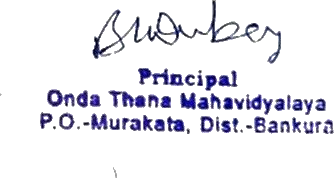 Principal
Onda Thana Mahavidyalaya
P.O.-Murakata, Dist.-Bankura